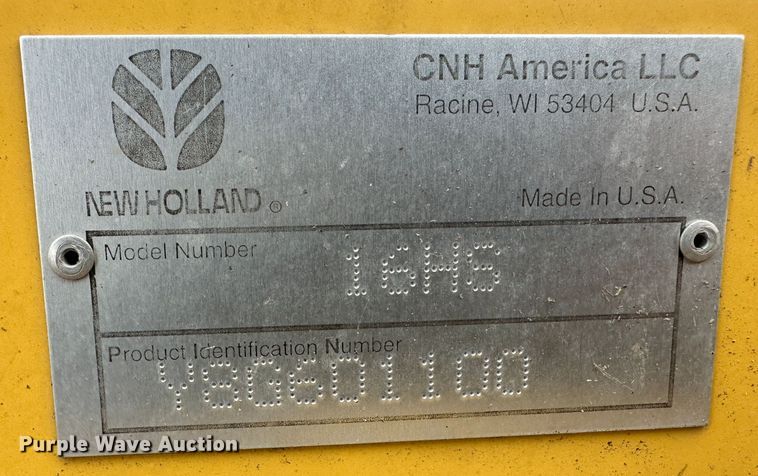 CNH America LLC
Racine, WI 53404 U.S.A.
NEW HOLLAND ®
Made In U.S.A.
Model Number 16HS
Product Identification Number
Y8G601100
Purple Wave Auction